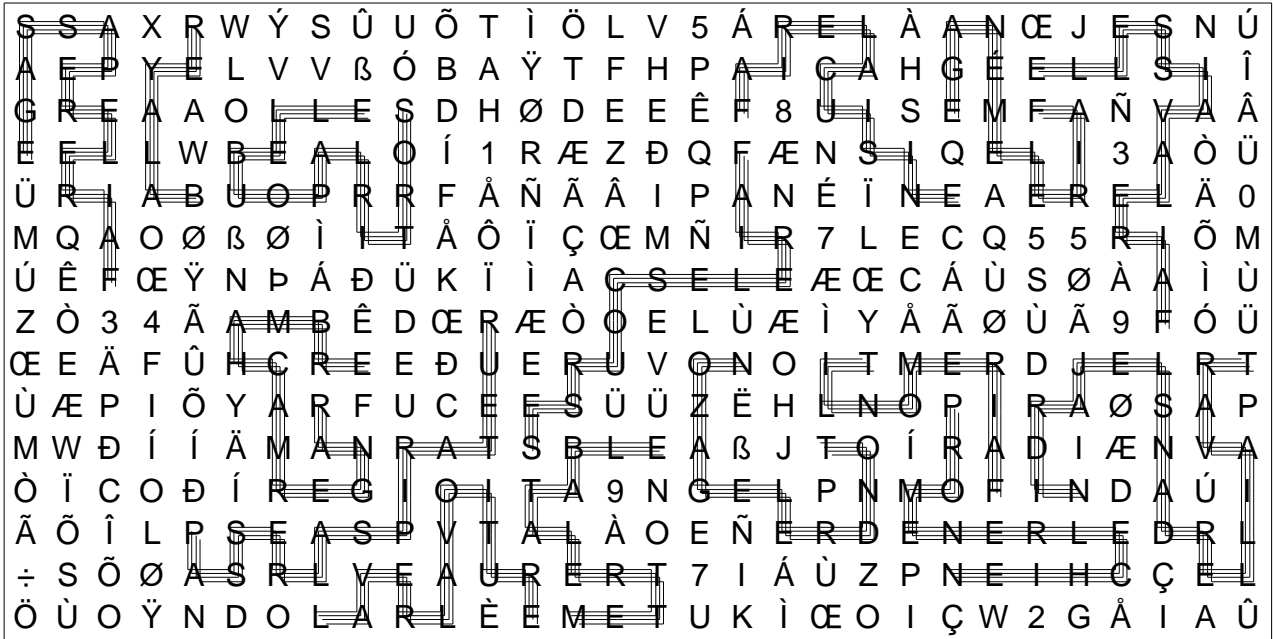 S S A X R W Ý S Û U Õ T Ì Ö L V 5 Á R E L À A N Œ J E S N Ú
A E P Y E L V V ß Ó B A Ÿ T F H P A I C A H G É E L L S I Î
G R E A A O L L E S D H Ø D E E Ê F 8 U I S E M F A Ñ V A Â
E E L L W B E A L O Í 1 R Æ Z Ð Q F Æ N S I Q E L I 3 A Ò Ü
Ü R I A B U O P R R F Å Ñ Ã Â I P A N É Ï N E A E R E L Ä 0
M Q A O Ø ß Ø Ì I T Å Ô Ï Ç Œ M Ñ I R 7 L E C Q 5 5 R I Õ M
Ú Ê F Œ Ÿ N Þ Á Ð Ü K Ï Ì A C S E L E Æ Œ C Á Ù S Ø À A Ì Ù
Z Ò 3 4 Ã A M B Ê D Œ R Æ Ò O E L Ù Æ Ì Y Å Ã Ø Ù Ã 9 F Ó Ü
Œ E Ä F Û H C R E E Ð U E R U V O N O I T M E R D J E L R T
Ù Æ P I Õ Y A R F U C E E S Ü Ü Z Ë H L N O P I R A Ø S A P
M W Ð Í Í Ä M A N R A T S B L E A ß J T O Í R A D I Æ N V A
Ò Ï C O Ð Í R E G I O I T A 9 N G E L P N M O F I N D A Ú I
Ã Õ Î L P S E A S P V T A L À O E Ñ E R D E N E R L E D R L
÷ S Õ Ø A S R L V E A U R E R T 7 I Á Ù Z P N E I H C Ç E L
Ö Ù O Ÿ N D O L A R L È E M E T U K Ì Œ O I Ç W 2 G Å I A Û